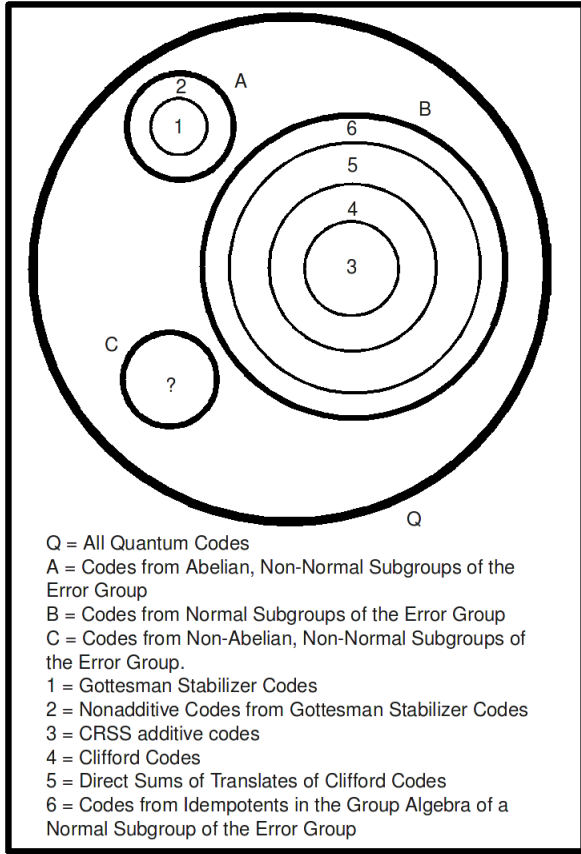 2
A
1
B
6
5
4
3
C
?
Q
Q = All Quantum Codes
A = Codes from Abelian, Non-Normal Subgroups of the
Error Group
B = Codes from Normal Subgroups of the Error Group
C = Codes from Non-Abelian, Non-Normal Subgroups of
the Error Group.
1 = Gottesman Stabilizer Codes
2 = Nonadditive Codes from Gottesman Stabilizer Codes
3 = CRSS additive codes
4 = Clifford Codes
5 = Direct Sums of Translates of Clifford Codes
6 = Codes from Idempotents in the Group Algebra of a
Normal Subgroup of the Error Group